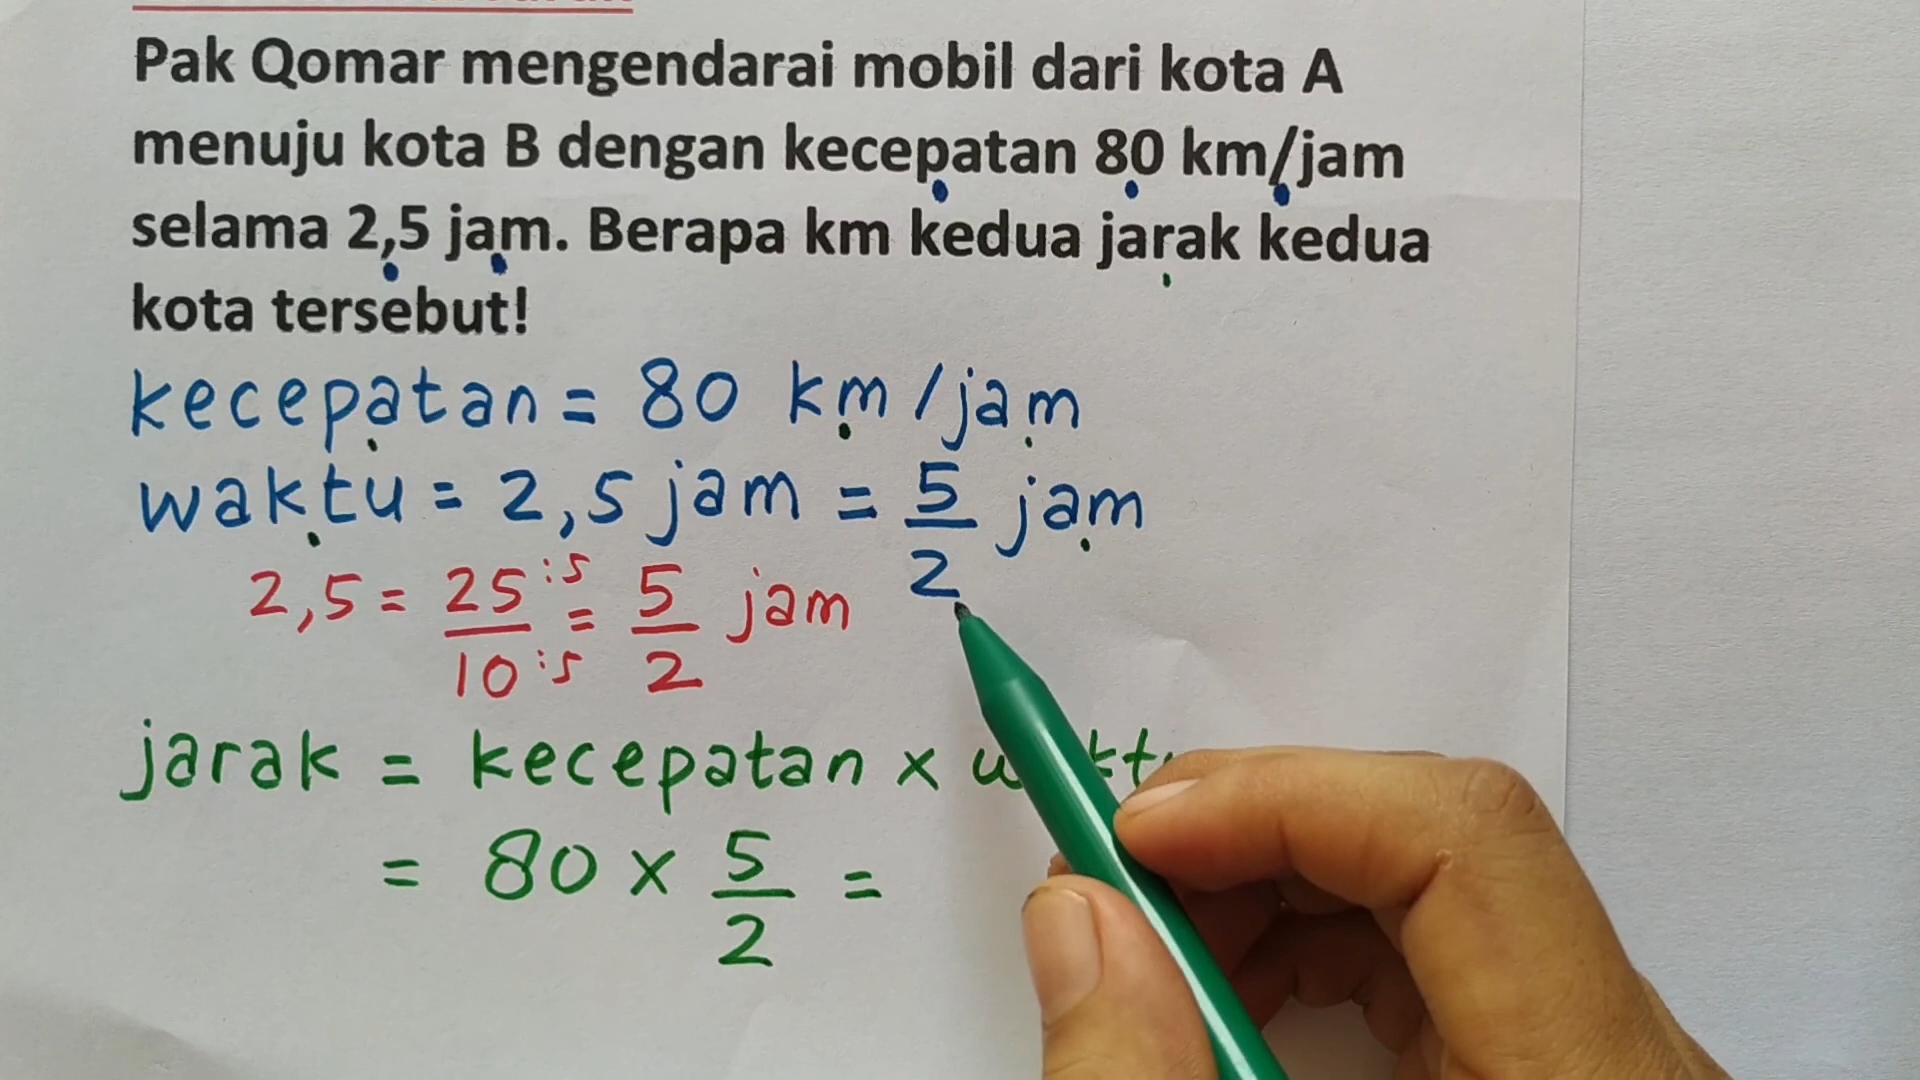 Pak Qomar mengendarai mobil dari kota A
menuju kota B dengan kecepatan 80 km/jam
selama 2,5 jam. Berapa km kedua jarak kedua
kota tersebut!
kecepatan = 80 km/jam
waktu = 2,5 jam = 5/2 jam
2,5 = 25:5/10:5 = 5/2 jam
jarak = kecepatan x
= 80 x 5/2 =